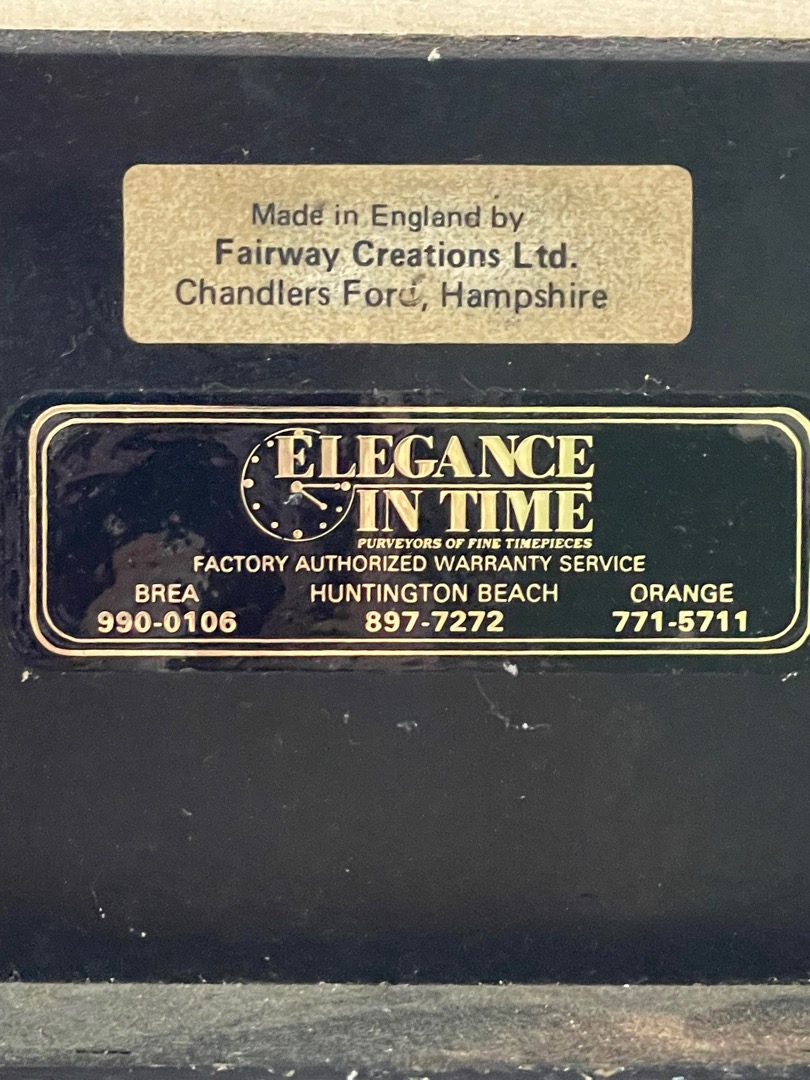 Made in England by
Fairway Creations Ltd.
Chandlers Ford, Hampshire
ELEGANCE
IN TIME
PURVEYORS OF FINE TIMEPIECES
FACTORY AUTHORIZED WARRANTY SERVICE
BREA HUNTINGTON BEACH ORANGE
990-0106 897-7272 771-5711